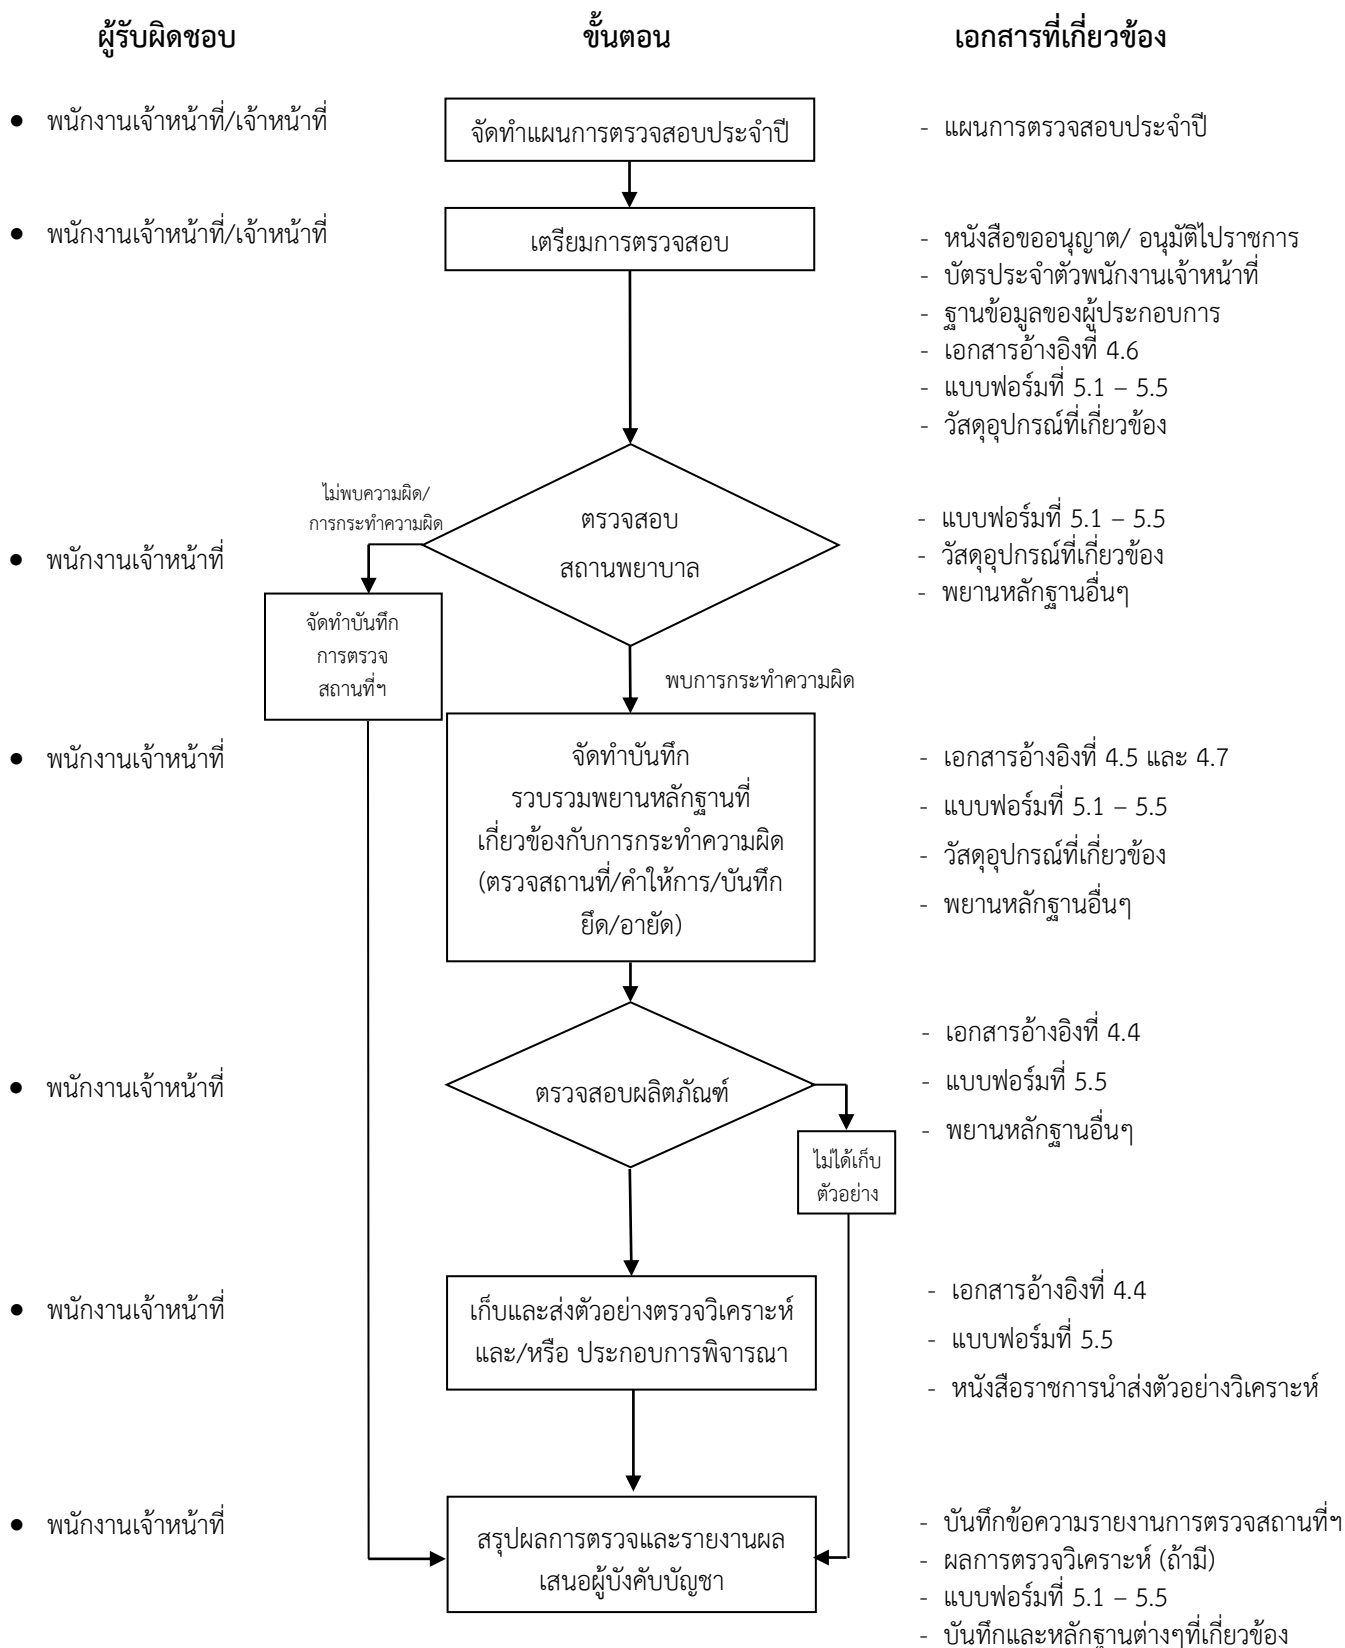 ผู้รับผิดชอบ
ขั้นตอน
เอกสารที่เกี่ยวข้อง
● พนักงานเจ้าหน้าที่/เจ้าหน้าที่
จัดทำแผนการตรวจสอบประจำปี
- แผนการตรวจสอบประจำปี
● พนักงานเจ้าหน้าที่/เจ้าหน้าที่
เตรียมการตรวจสอบ
- หนังสือขออนุญาต/ อนุมัติไปราชการ
- บัตรประจำตัวพนักงานเจ้าหน้าที่
- ฐานข้อมูลของผู้ประกอบการ
- เอกสารอ้างอิงที่ 4.6
- แบบฟอร์มที่ 5.1 – 5.5
- วัสดุอุปกรณ์ที่เกี่ยวข้อง
● พนักงานเจ้าหน้าที่
ตรวจสอบ
สถานพยาบาล
ไม่พบความผิด/
การกระทำความผิด
จัดทำบันทึก
การตรวจ
สถานที่ฯ
พบการกระทำความผิด
- แบบฟอร์มที่ 5.1 – 5.5
- วัสดุอุปกรณ์ที่เกี่ยวข้อง
- พยานหลักฐานอื่นๆ
● พนักงานเจ้าหน้าที่
จัดทำบันทึก
รวบรวมพยานหลักฐานที่
เกี่ยวข้องกับการกระทำความผิด
(ตรวจสถานที่/คำให้การ/บันทึก
ยึด/อายัด)
- เอกสารอ้างอิงที่ 4.5 และ 4.7
- แบบฟอร์มที่ 5.1 – 5.5
- วัสดุอุปกรณ์ที่เกี่ยวข้อง
- พยานหลักฐานอื่นๆ
● พนักงานเจ้าหน้าที่
ตรวจสอบผลิตภัณฑ์
ไม่ได้เก็บ
ตัวอย่าง
- เอกสารอ้างอิงที่ 4.4
- แบบฟอร์มที่ 5.5
- พยานหลักฐานอื่นๆ
● พนักงานเจ้าหน้าที่
เก็บและส่งตัวอย่างตรวจวิเคราะห์
และ/หรือ ประกอบการพิจารณา
- เอกสารอ้างอิงที่ 4.4
- แบบฟอร์มที่ 5.5
- หนังสือราชการนำส่งตัวอย่างวิเคราะห์
● พนักงานเจ้าหน้าที่
สรุปผลการตรวจและรายงานผล
เสนอผู้บังคับบัญชา
- บันทึกข้อความรายงานการตรวจสถานที่ฯ
- ผลการตรวจวิเคราะห์ (ถ้ามี)
- แบบฟอร์มที่ 5.1 – 5.5
- บันทึกและหลักฐานต่างๆที่เกี่ยวข้อง